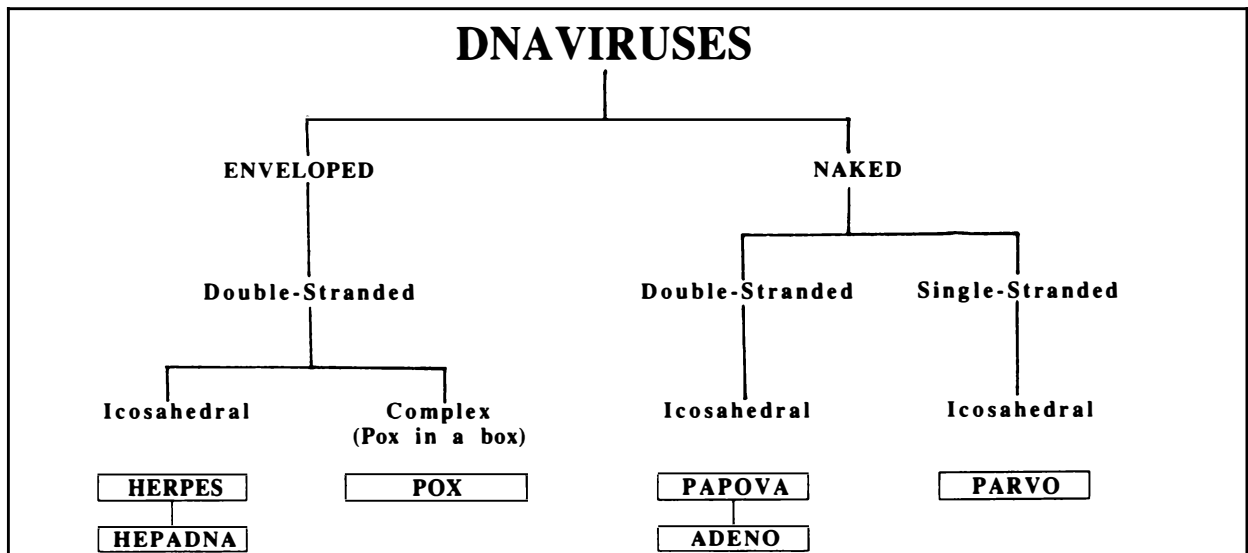 DNAVIRUSES
ENVELOPED
NAKED
Double-Stranded
Double-Stranded
Single-Stranded
Icosahedral
Complex
(Pox in a box)
Icosahedral
Icosahedral
HERPES
POX
PAPOVA
PARVO
HEPADNA
ADENO